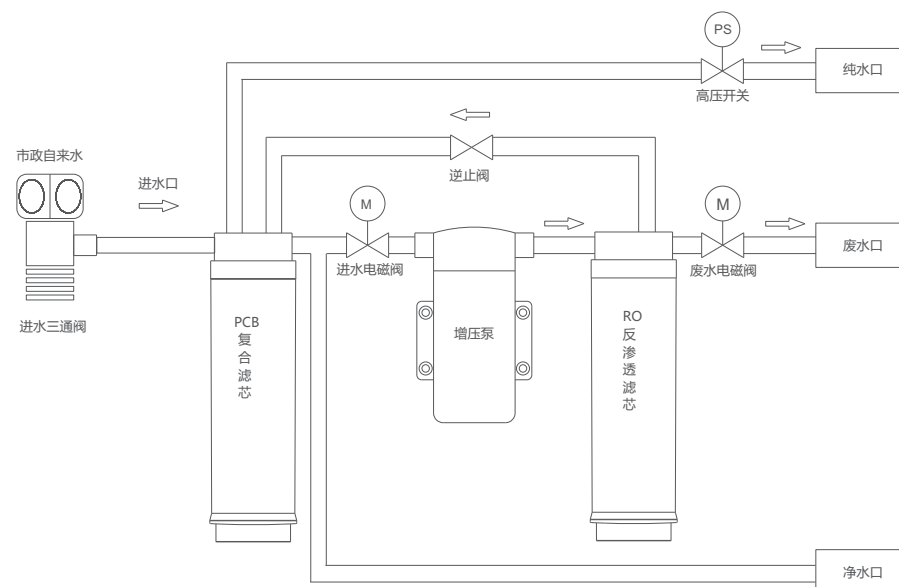 PS
纯水口
高压开关
市政自来水
逆止阀
进水口
M
M
废水口
进水电磁阀
废水电磁阀
进水三通阀
PCB
复
合
滤
芯
增压泵
RO
反
渗
透
滤
芯
净水口